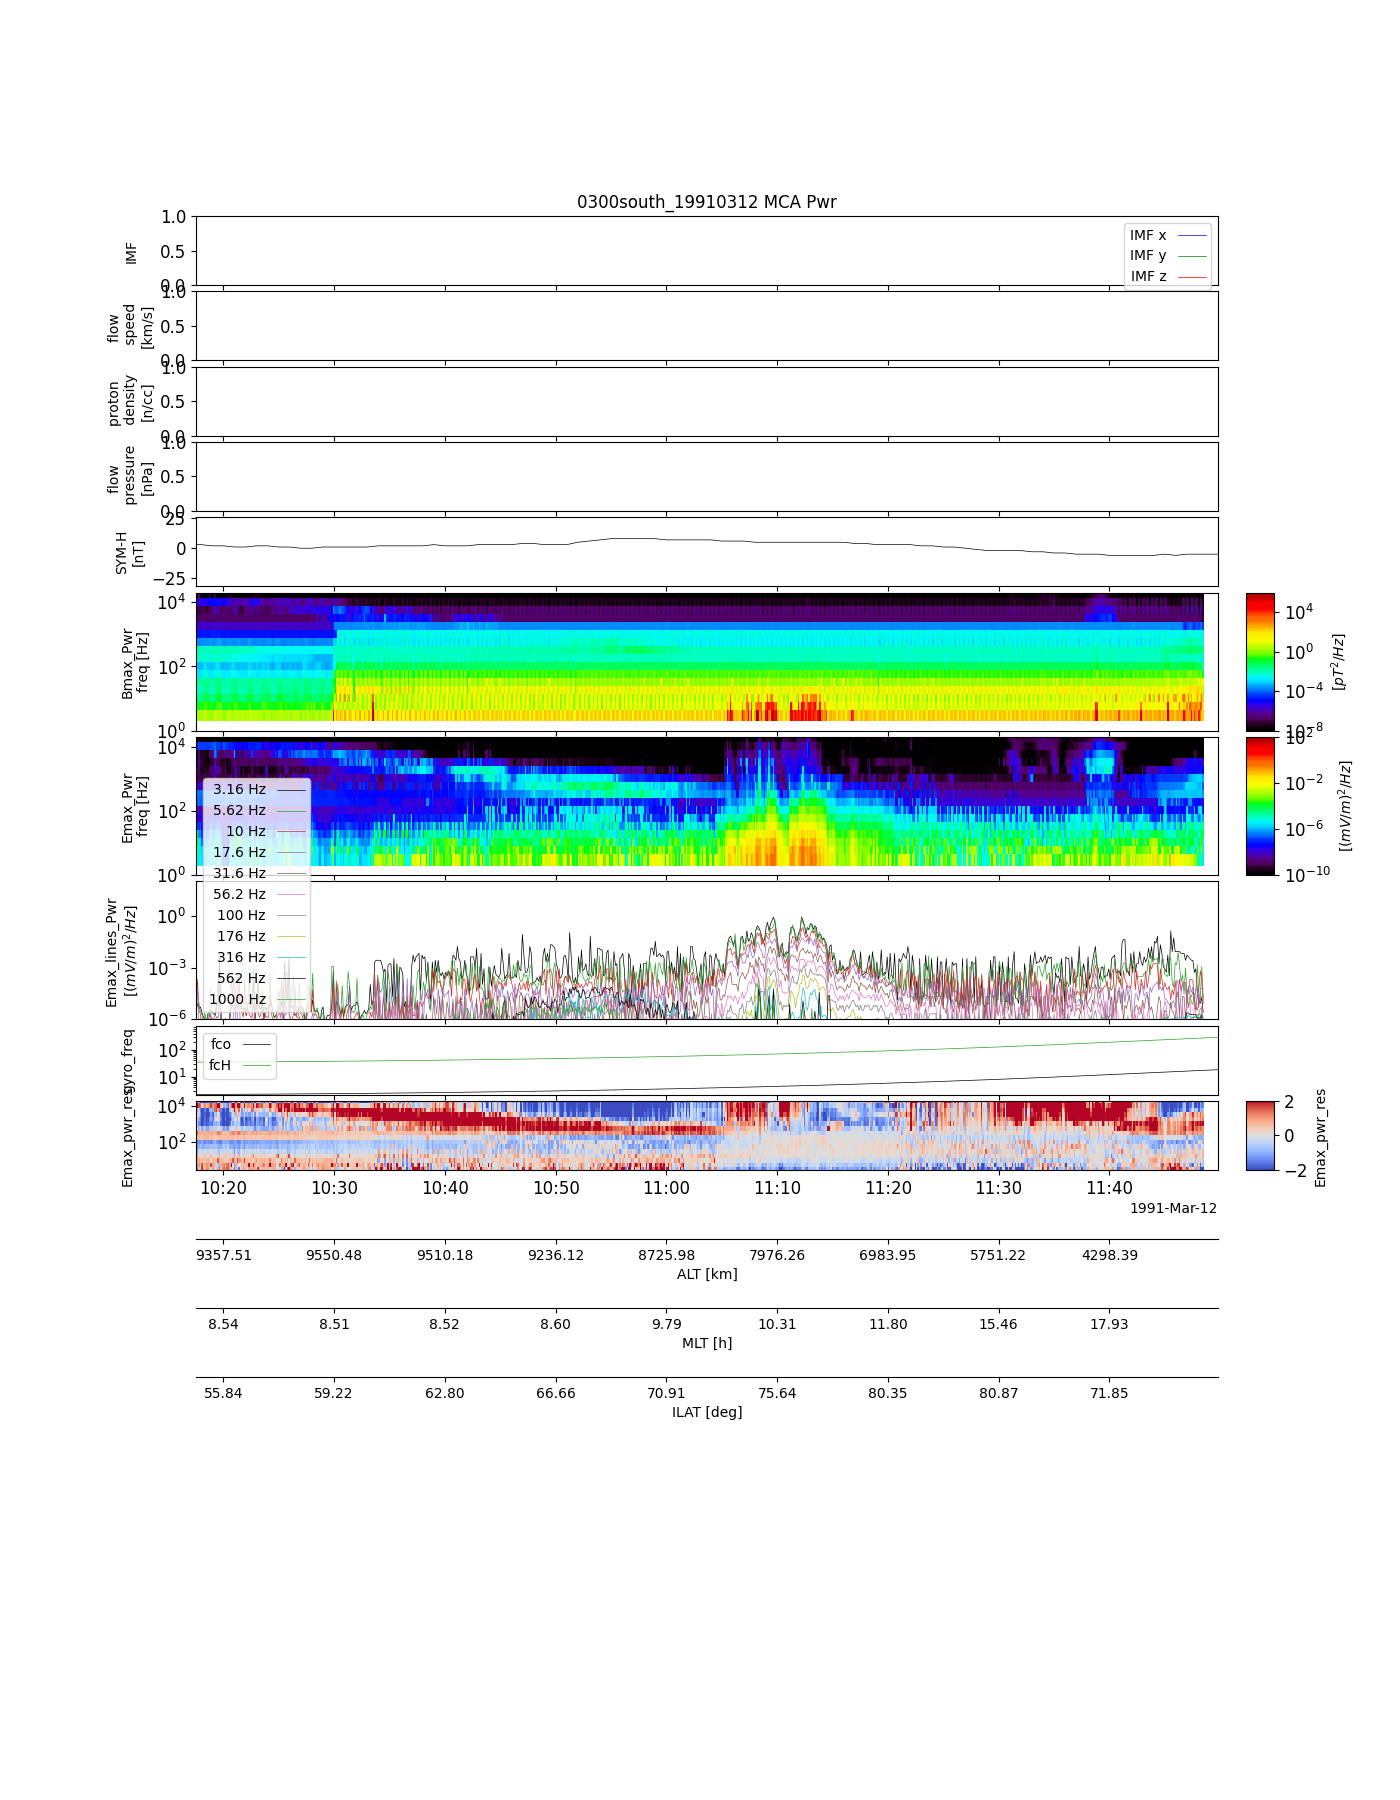 0300south_19910312 MCA Pwr
1.0
0.5
0.0
IMF
IMF x
IMF y
IMF z
1.0
0.5
0.0
flow
speed
[km/s]
1.0
0.5
0.0
proton
density
[n/cc]
1.0
0.5
0.0
flow
pressure
[nPa]
25
0
−25
SYM-H
[nT]
10^4
10^2
10^0
Bmax_Pwr
freq [Hz]
10^4
10^0
10^−4
10^−8
[pT^2/Hz]
10^4
10^2
10^0
Emax_Pwr
freq [Hz]
10^2
10^−2
10^−6
10^−10
[(mV/m)^2/Hz]
3.16 Hz
5.62 Hz
10 Hz
17.6 Hz
31.6 Hz
56.2 Hz
100 Hz
176 Hz
316 Hz
562 Hz
1000 Hz
10^0
10^−3
10^−6
Emax_lines_Pwr
[(mV/m)^2/Hz]
10^2
10^1
gyro_freq
fco
fcH
10^4
10^2
Emax_pwr_res
2
0
−2
Emax_pwr_res
10:20 10:30 10:40 10:50 11:00 11:10 11:20 11:30 11:40
1991-Mar-12
9357.51 9550.48 9510.18 9236.12 8725.98 7976.26 6983.95 5751.22 4298.39
ALT [km]
8.54 8.51 8.52 8.60 9.79 10.31 11.80 15.46 17.93
MLT [h]
55.84 59.22 62.80 66.66 70.91 75.64 80.35 80.87 71.85
ILAT [deg]